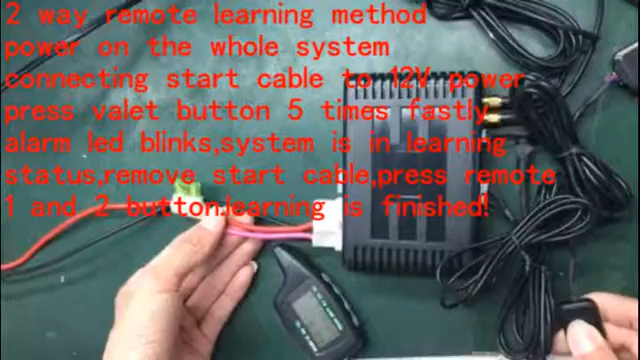 2 way remote learning method
power on the whole system
connecting start cable to 12V power
press valet button 5 times fastly
alarm led blinks,system is in learning
status,remove start cable,press remote
1 and 2 button.learning is finished!